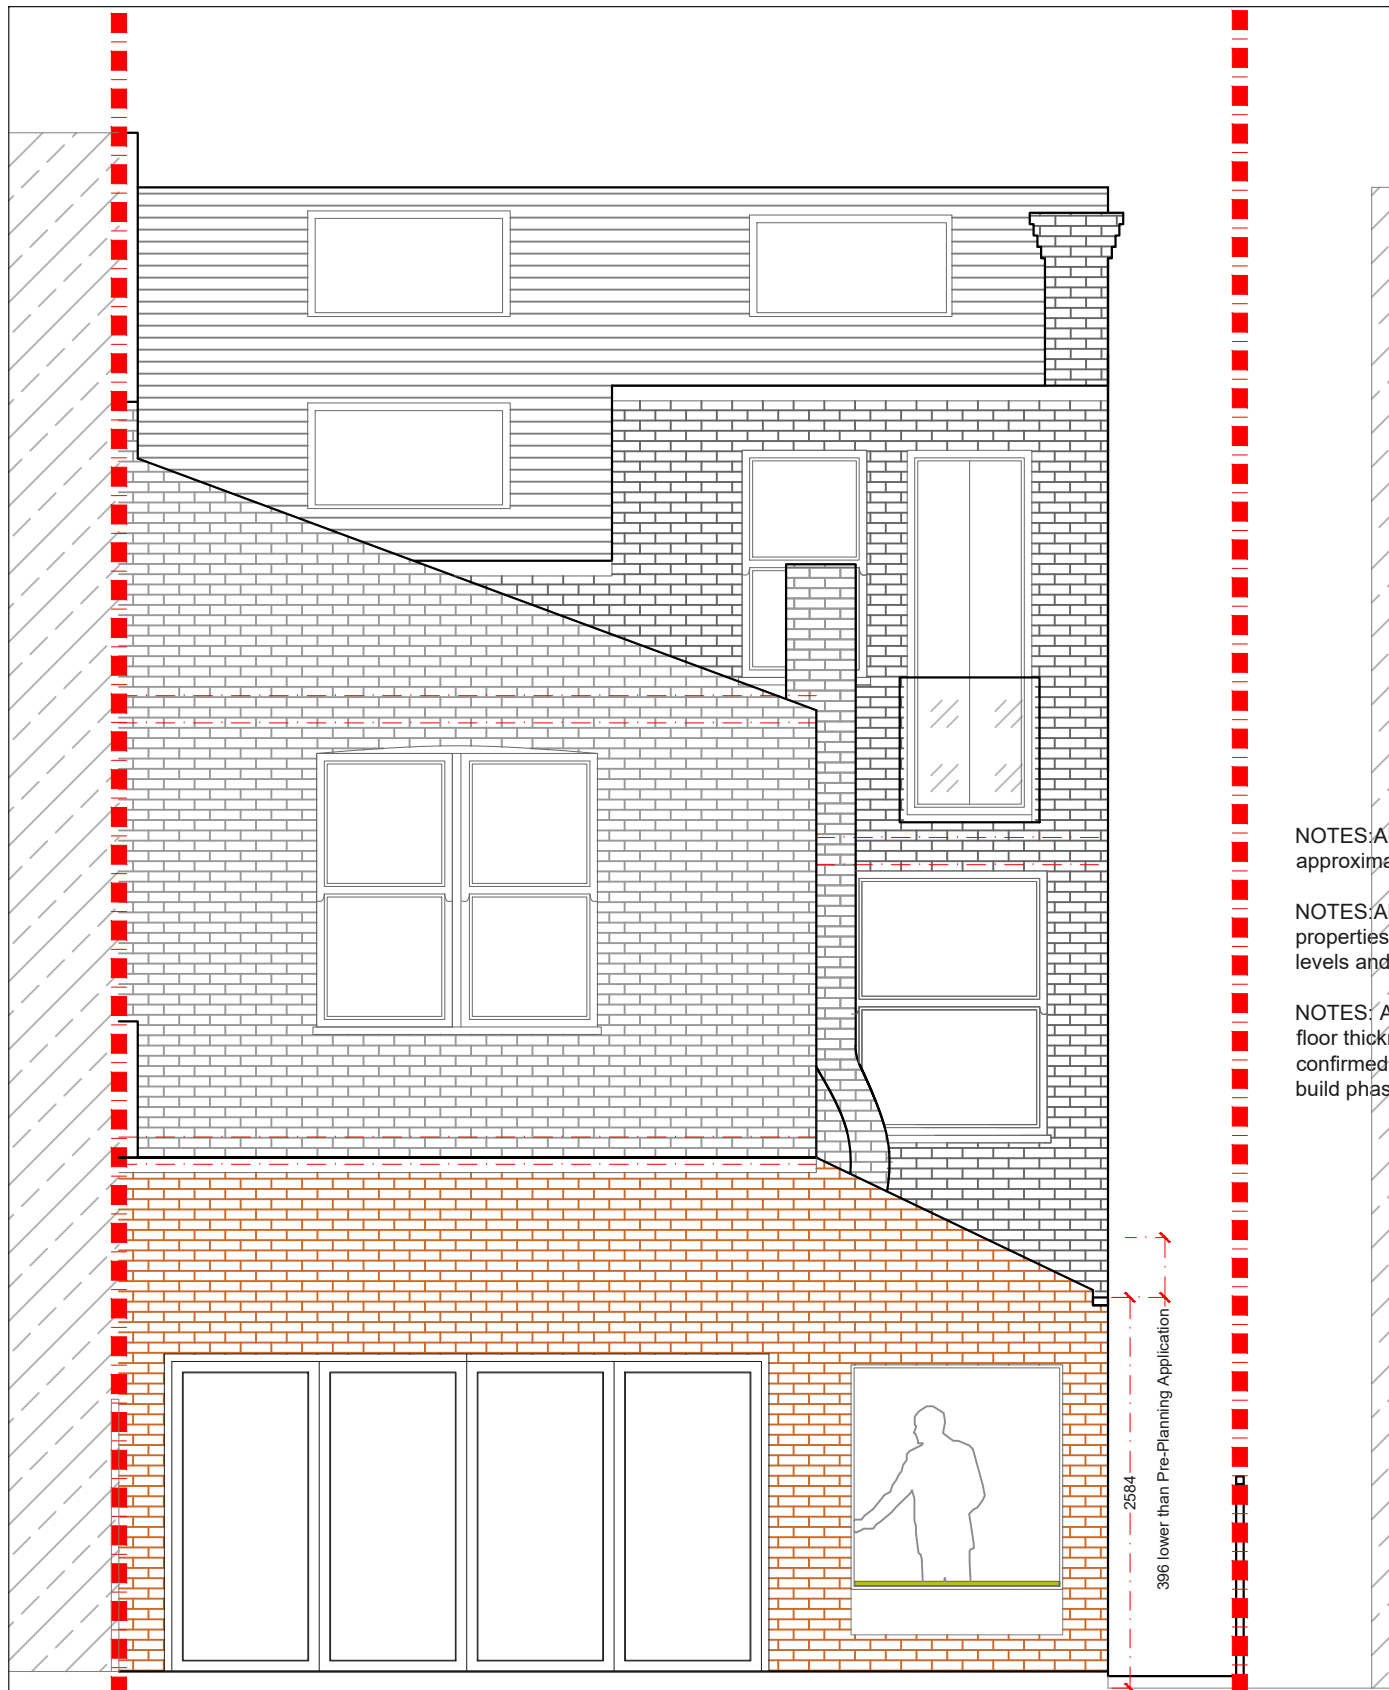 NOTES:
approxima
NOTES:
properties
levels and
NOTES: A
floor thick
confirmed
build phas
2584
396 lower than Pre-Planning Application